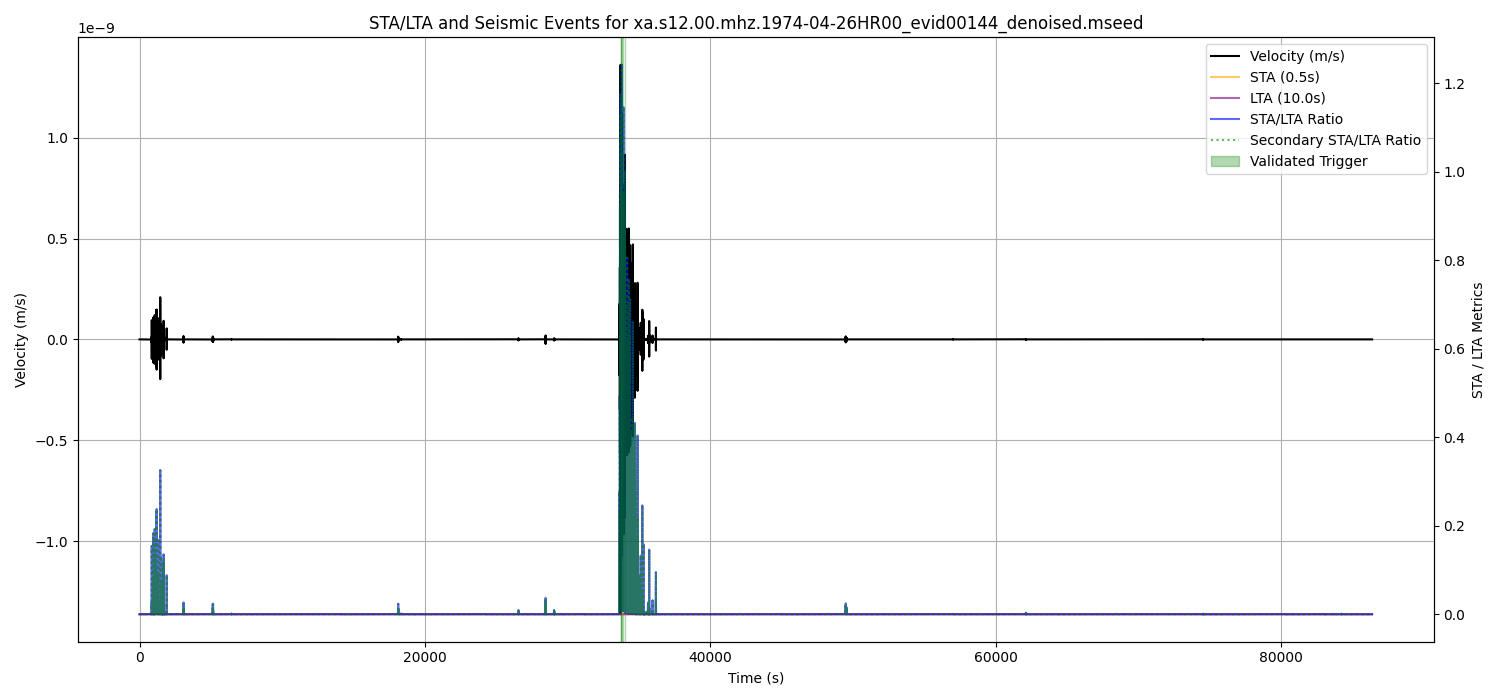 STA/LTA and Seismic Events for xa.s12.00.mhz.1974-04-26HR00_evid00144_denoised.mseed
1e−9
Velocity (m/s)
STA (0.5s)
LTA (10.0s)
STA/LTA Ratio
Secondary STA/LTA Ratio
Validated Trigger
1.0
0.5
0.0
−0.5
−1.0
Velocity (m/s)
1.2
1.0
0.8
0.6
0.4
0.2
0.0
STA / LTA Metrics
0
20000
40000
60000
80000
Time (s)